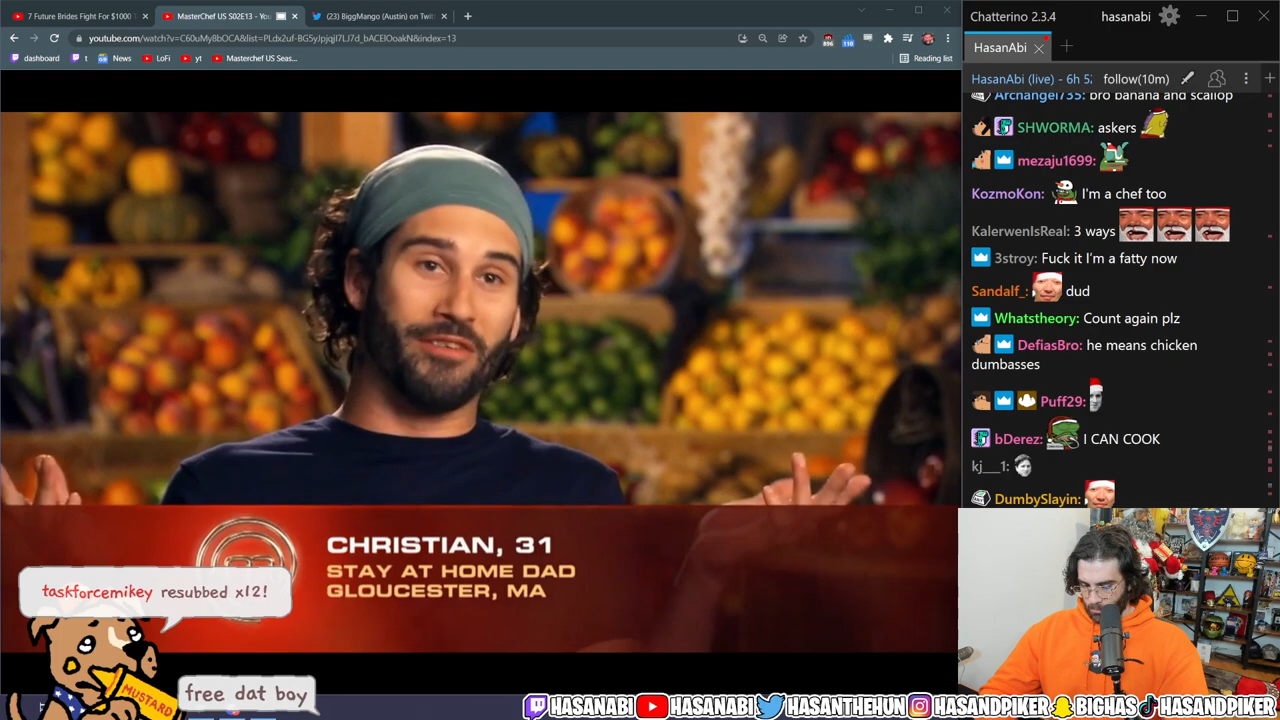 7 Future Brides Fight For $1000
MasterChef US S02E13 - You
(23) BiggMango (Austin) on Twitt
youtube.com/watch?v=C60uMy8bOCA&list=PLdx2uf-BG5yJpjqjl7LJ7d_bACEIOoakN&index=13
896
110
dashboard
t
News
LoFi
yt
Masterchef US Seas...
Reading list
Chatterino 2.3.4
hasanabi
HasanAbi
HasanAbi (live) - 6h 5
follow(10m)
Archangel735: bro banana and scallop
SHWORMA: askers
mezaju1699:
KozmoKon: I'm a chef too
KalerwenIsReal: 3 ways
3stroy: Fuck it I'm a fatty now
Sandalf_: dud
Whatstheory: Count again plz
DefiasBro: he means chicken
dumbasses
Puff29:
bDerez: I CAN COOK
kj___1:
DumbySlayin:
CHRISTIAN, 31
STAY AT HOME DAD
GLOUCESTER, MA
taskforcemikey resubbed x12!
MUSTARD
free dat boy
HASANABI HASANABI HASANTHEHUN HASANDPIKER BIGHAS HASANDPIKER